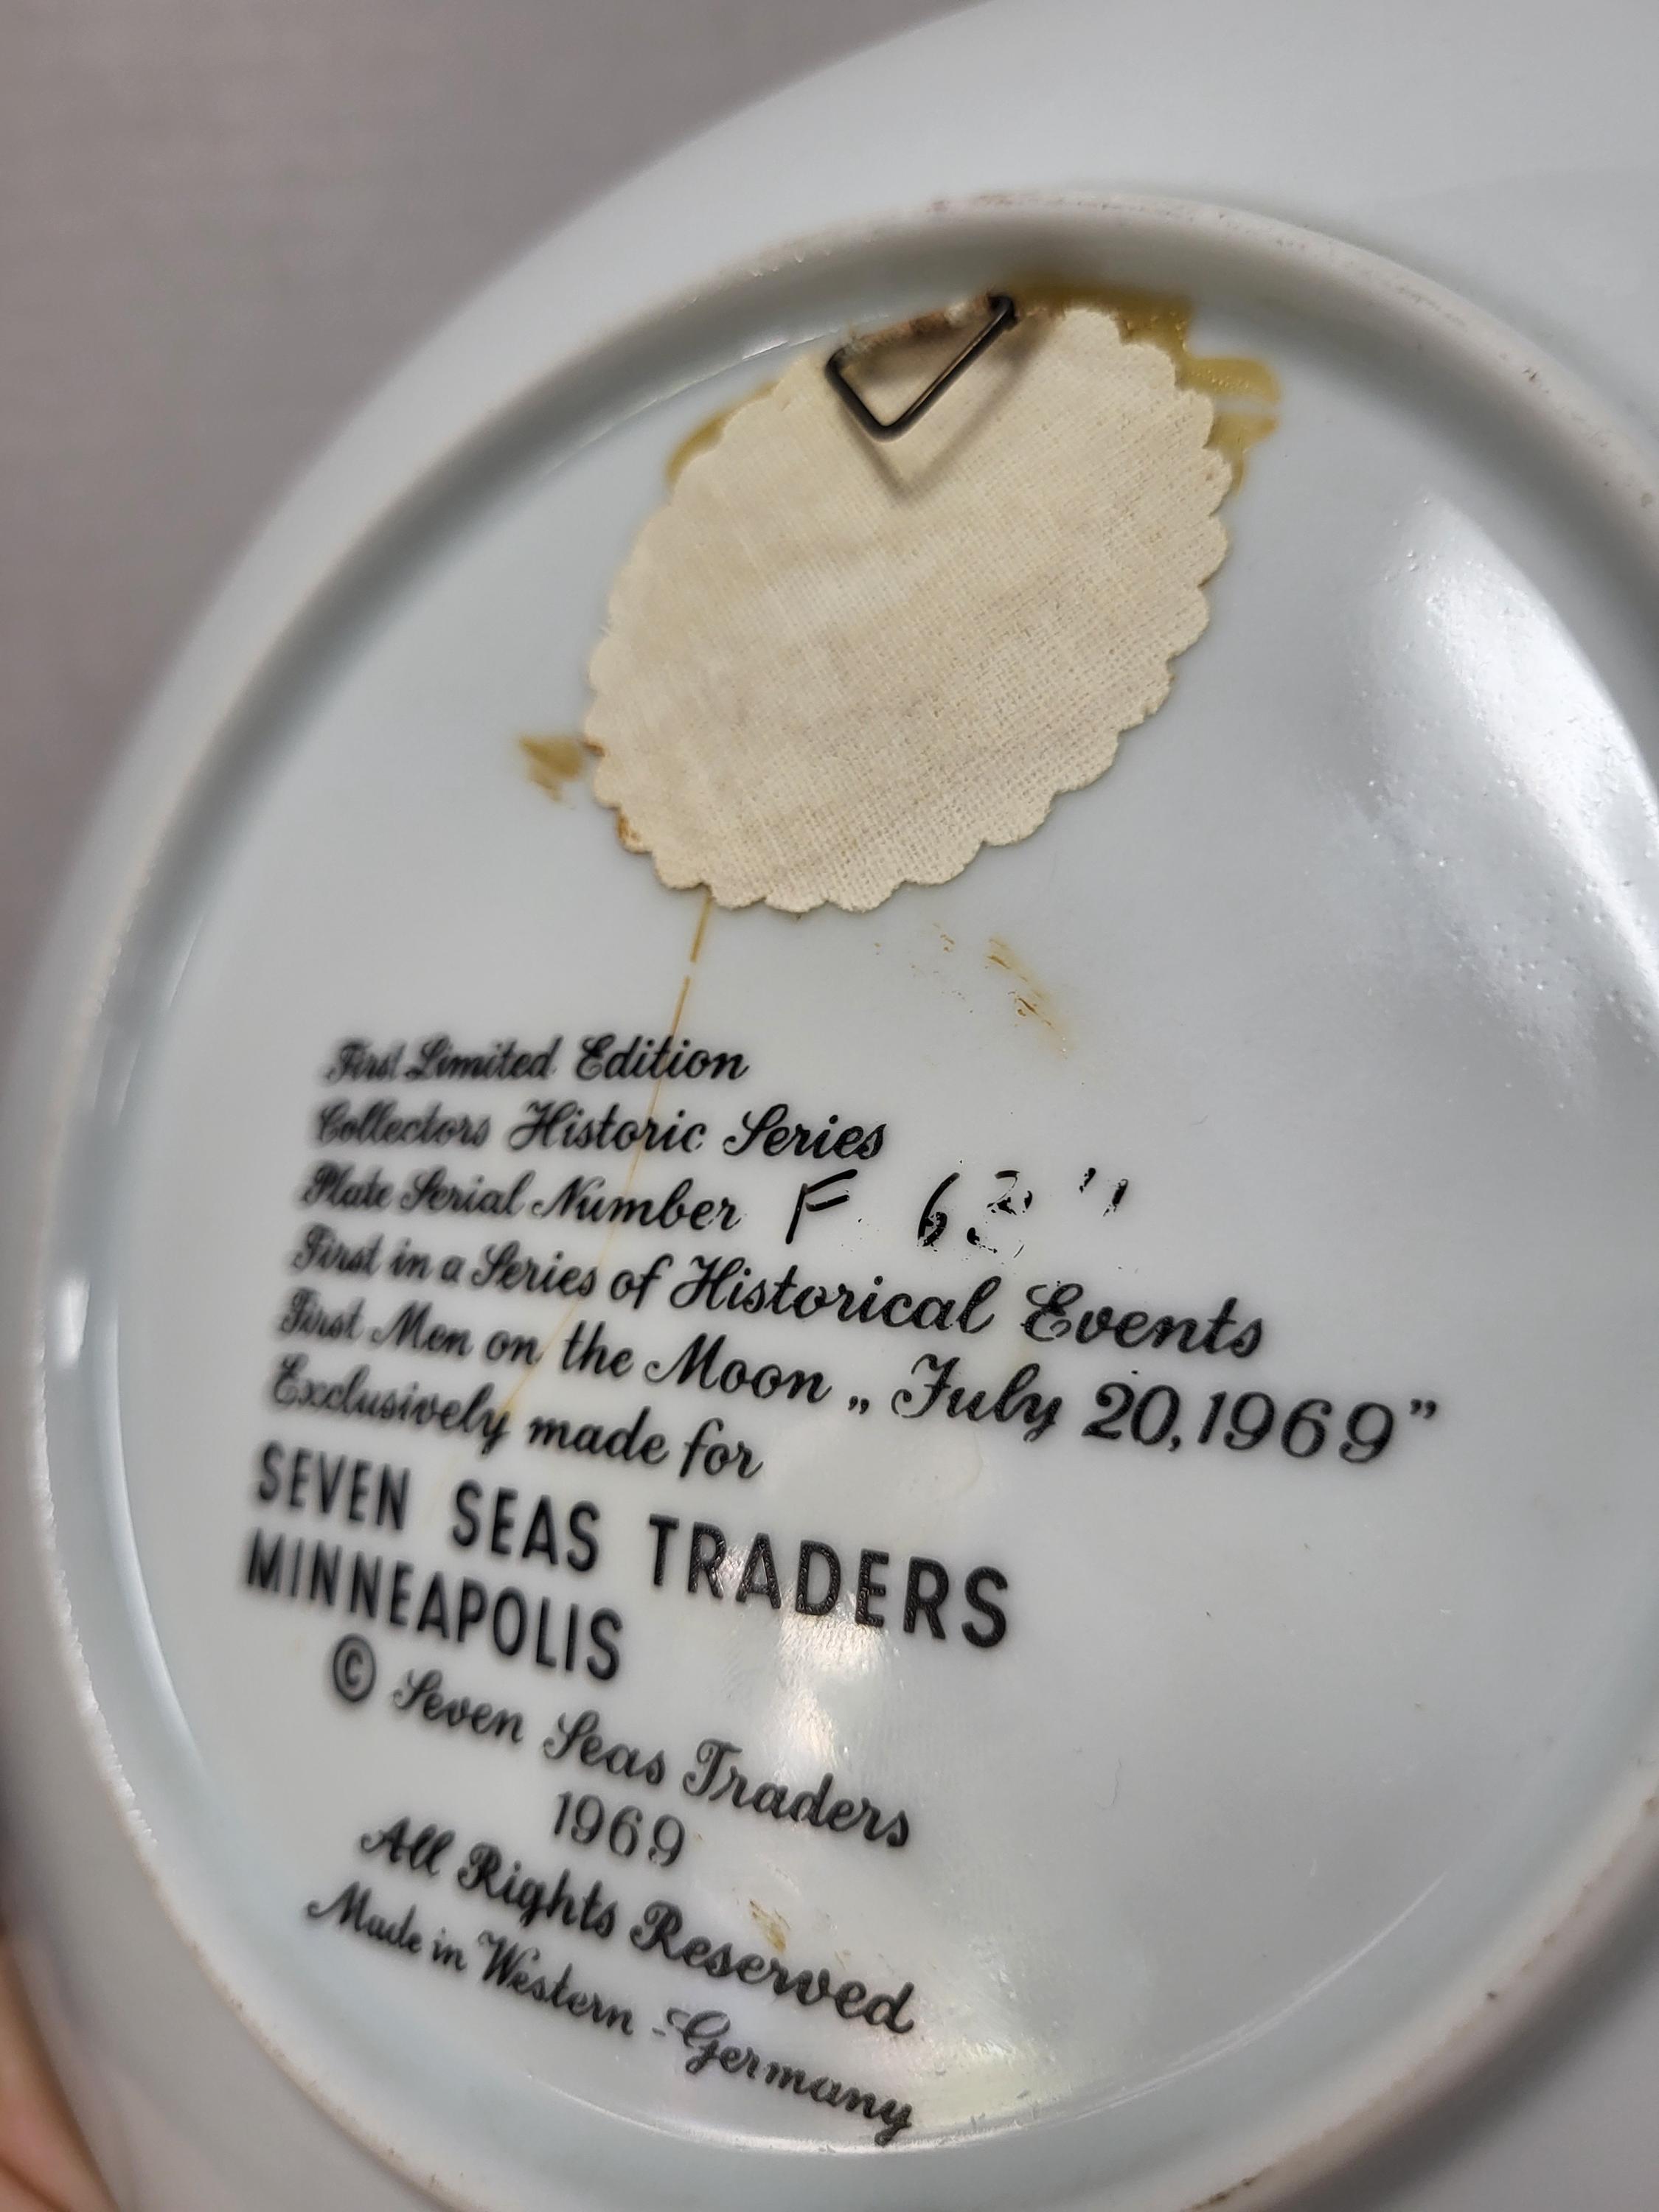 First Limited Edition
Collectors Historic Series
Plate Serial Number F 6
First in a Series of Historical Events
First Men on the Moon „July 20, 1969”
Exclusively made for
SEVEN SEAS TRADERS
MINNEAPOLIS
© Seven Seas Traders
1969
All Rights Reserved
Made in Western-Germany